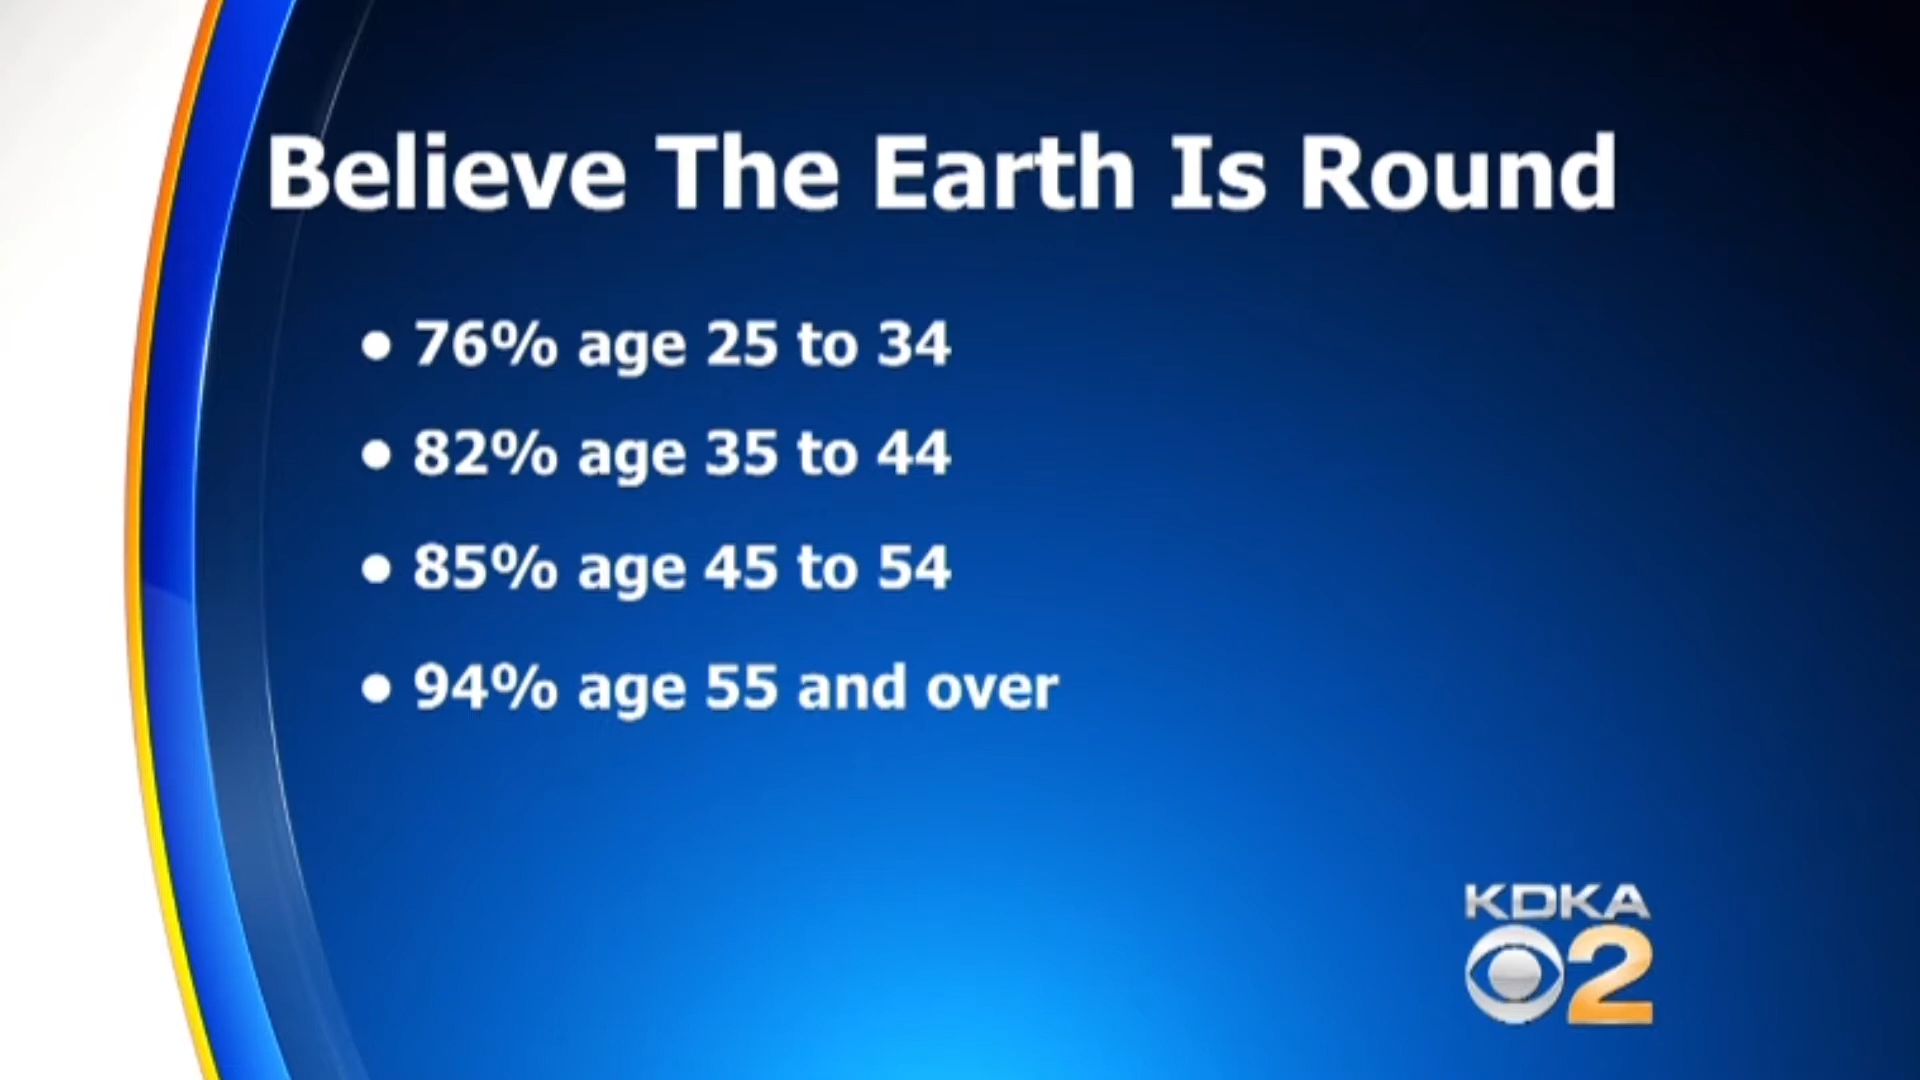 Believe The Earth Is Round
• 76% age 25 to 34
• 82% age 35 to 44
• 85% age 45 to 54
• 94% age 55 and over
KDKA
2